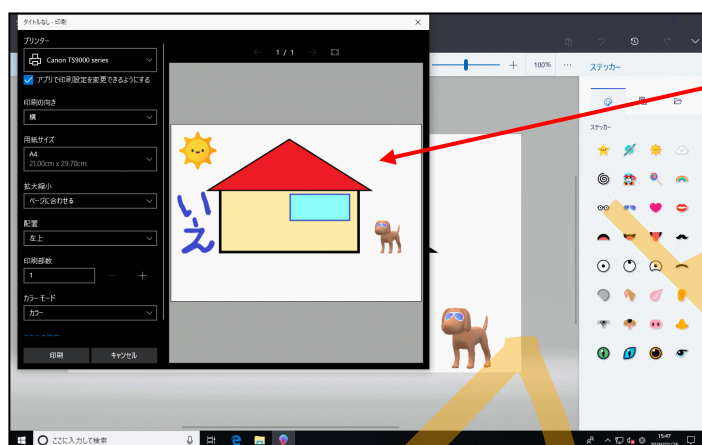 タイトルなし - 印刷
プリンター
Canon TS9000 series
アプリで印刷設定を変更できるようにする
印刷の向き
横
用紙サイズ
A4
21.00cm x 29.70cm
拡大縮小
ページに合わせる
配置
左上
印刷部数
1
カラー モード
カラー
印刷
キャンセル
1 / 1
いえ
100%
ステッカー
ステッカー
ここに入力して検索
15:47